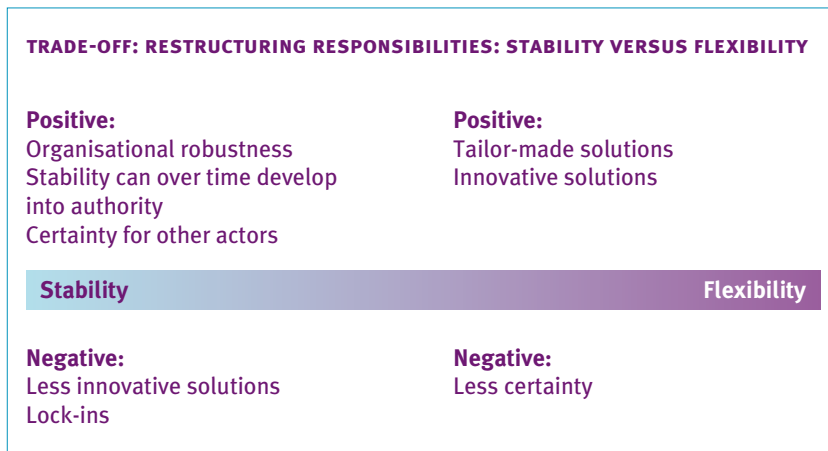 TRADE-OFF: RESTRUCTURING RESPONSIBILITIES: STABILITY VERSUS FLEXIBILITY
Positive:
Organisational robustness
Stability can over time develop
into authority
Certainty for other actors
Positive:
Tailor-made solutions
Innovative solutions
Stability
Flexibility
Negative:
Less innovative solutions
Lock-ins
Negative:
Less certainty